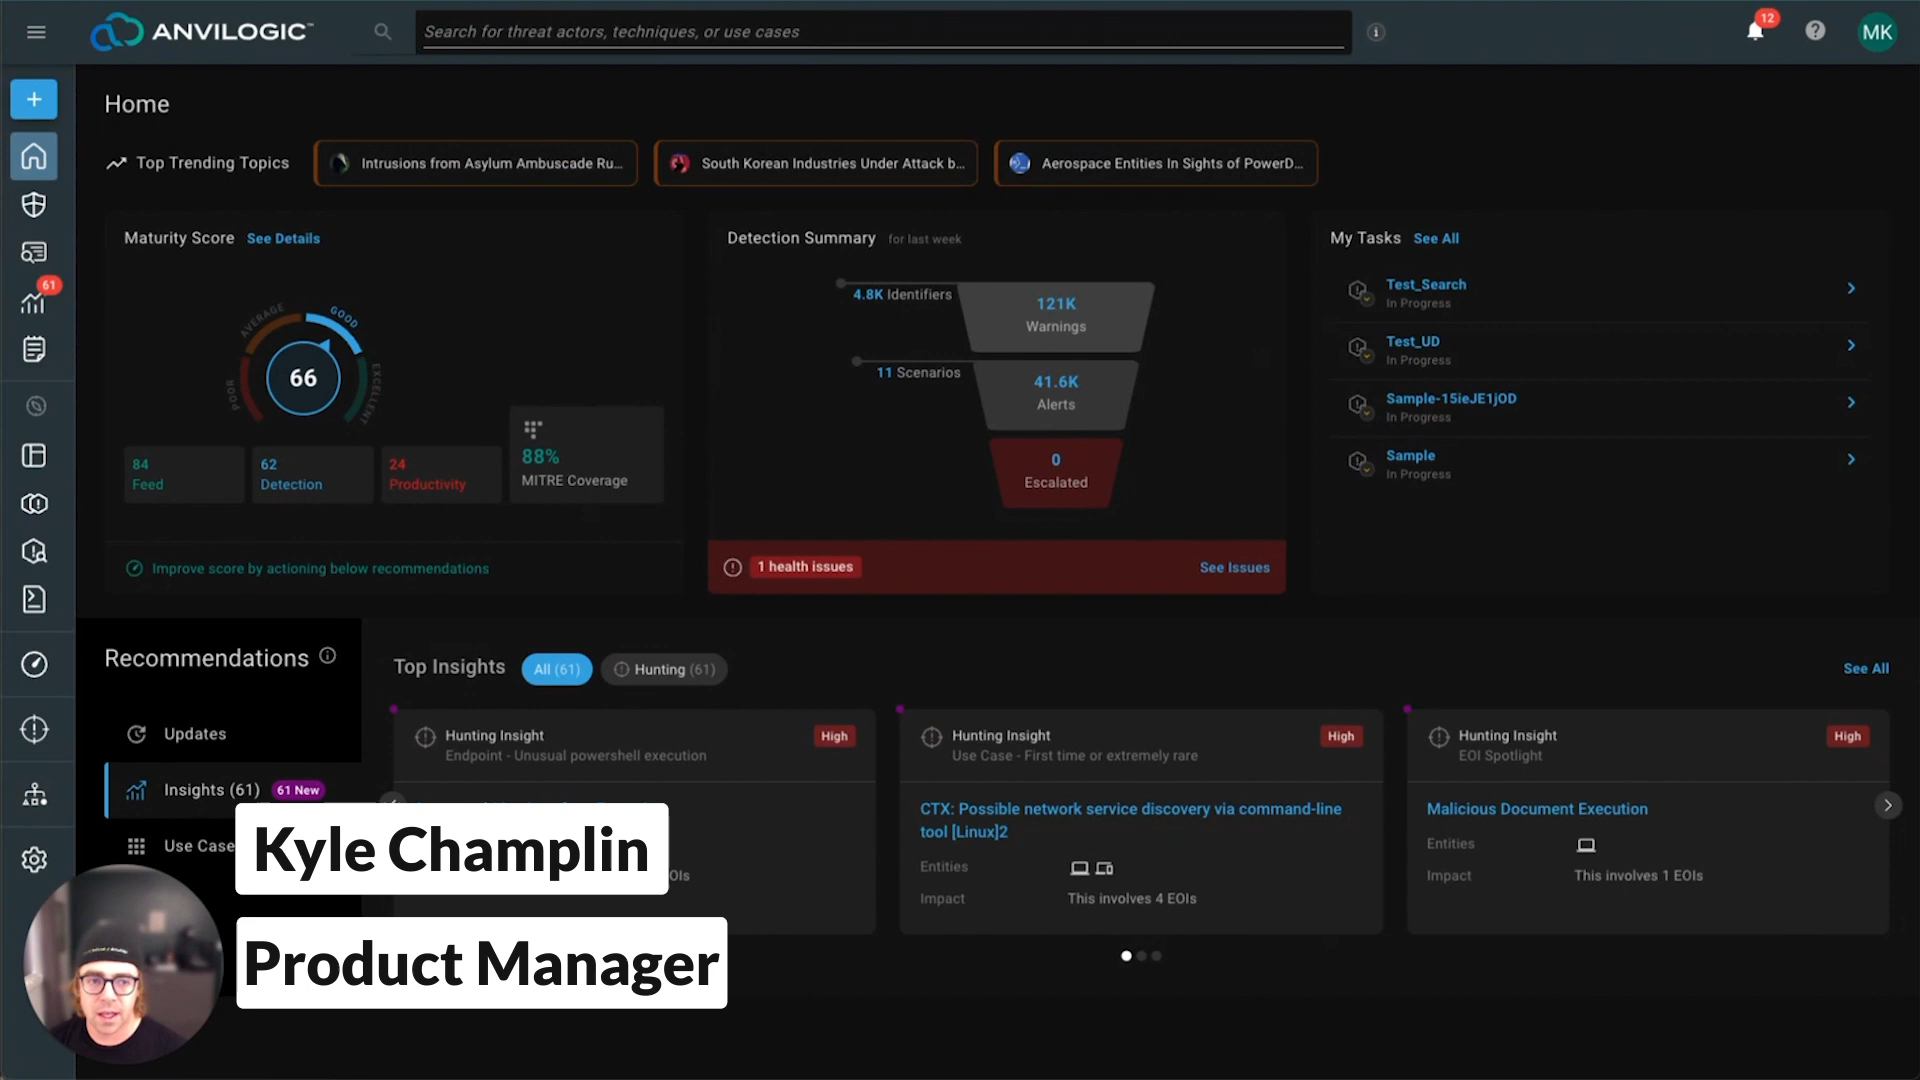 ANVILOGIC™
Search for threat actors, techniques, or use cases
12
MK
Home
Top Trending Topics
Intrusions from Asylum Ambuscade Ru...
South Korean Industries Under Attack b...
Aerospace Entities In Sights of PowerD...
61
Maturity Score See Details
POOR
AVERAGE
GOOD
EXCELLENT
66
84
Feed
62
Detection
24
Productivity
88%
MITRE Coverage
Improve score by actioning below recommendations
Detection Summary for last week
4.8K Identifiers
121K
Warnings
11 Scenarios
41.6K
Alerts
0
Escalated
1 health issues
See Issues
My Tasks See All
Test_Search
In Progress
Test_UD
In Progress
Sample-15ieJE1jOD
In Progress
Sample
In Progress
Recommendations
Updates
Insights (61) 61 New
Use Case
Top Insights All (61) Hunting (61)
See All
Hunting Insight
High
Endpoint - Unusual powershell execution
OIs
Hunting Insight
High
Use Case - First time or extremely rare
CTX: Possible network service discovery via command-line
tool [Linux]2
Entities
Impact This involves 4 EOIs
Hunting Insight
High
EOI Spotlight
Malicious Document Execution
Entities
Impact This involves 1 EOIs
Kyle Champlin
Product Manager